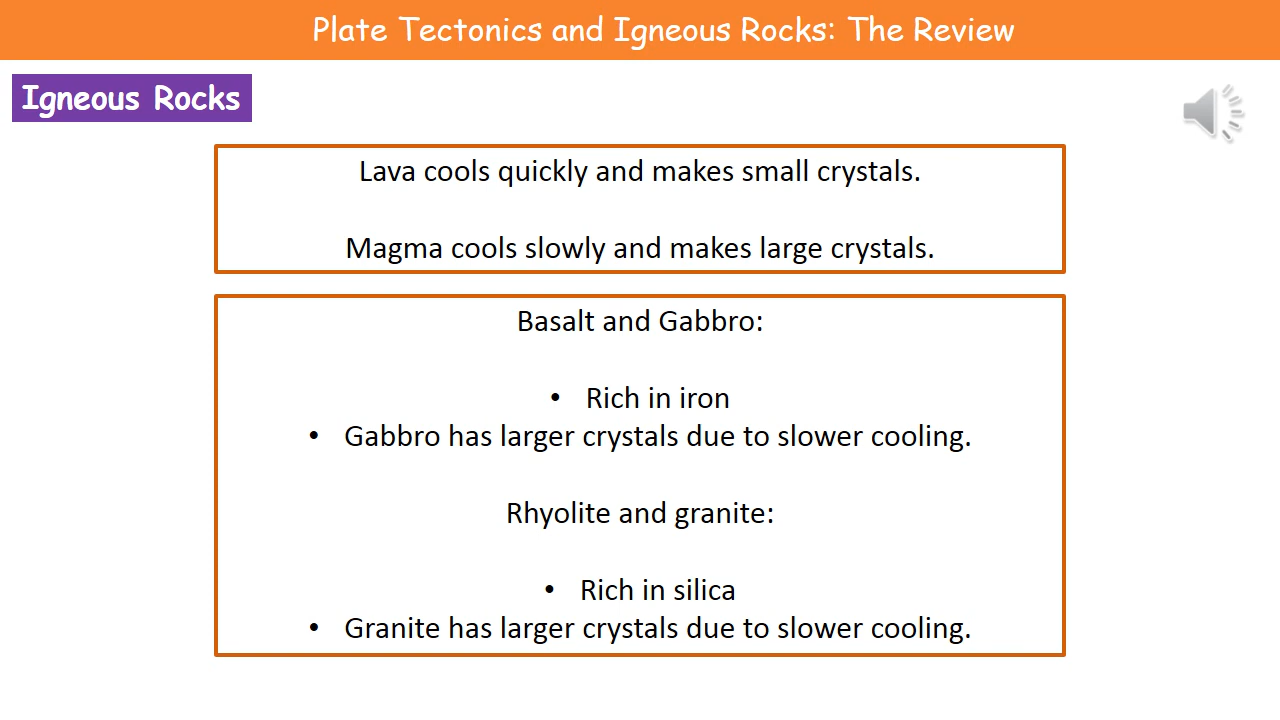 Plate Tectonics and Igneous Rocks: The Review
Igneous Rocks
Lava cools quickly and makes small crystals.
Magma cools slowly and makes large crystals.
Basalt and Gabbro:
• Rich in iron
• Gabbro has larger crystals due to slower cooling.
Rhyolite and granite:
• Rich in silica
• Granite has larger crystals due to slower cooling.